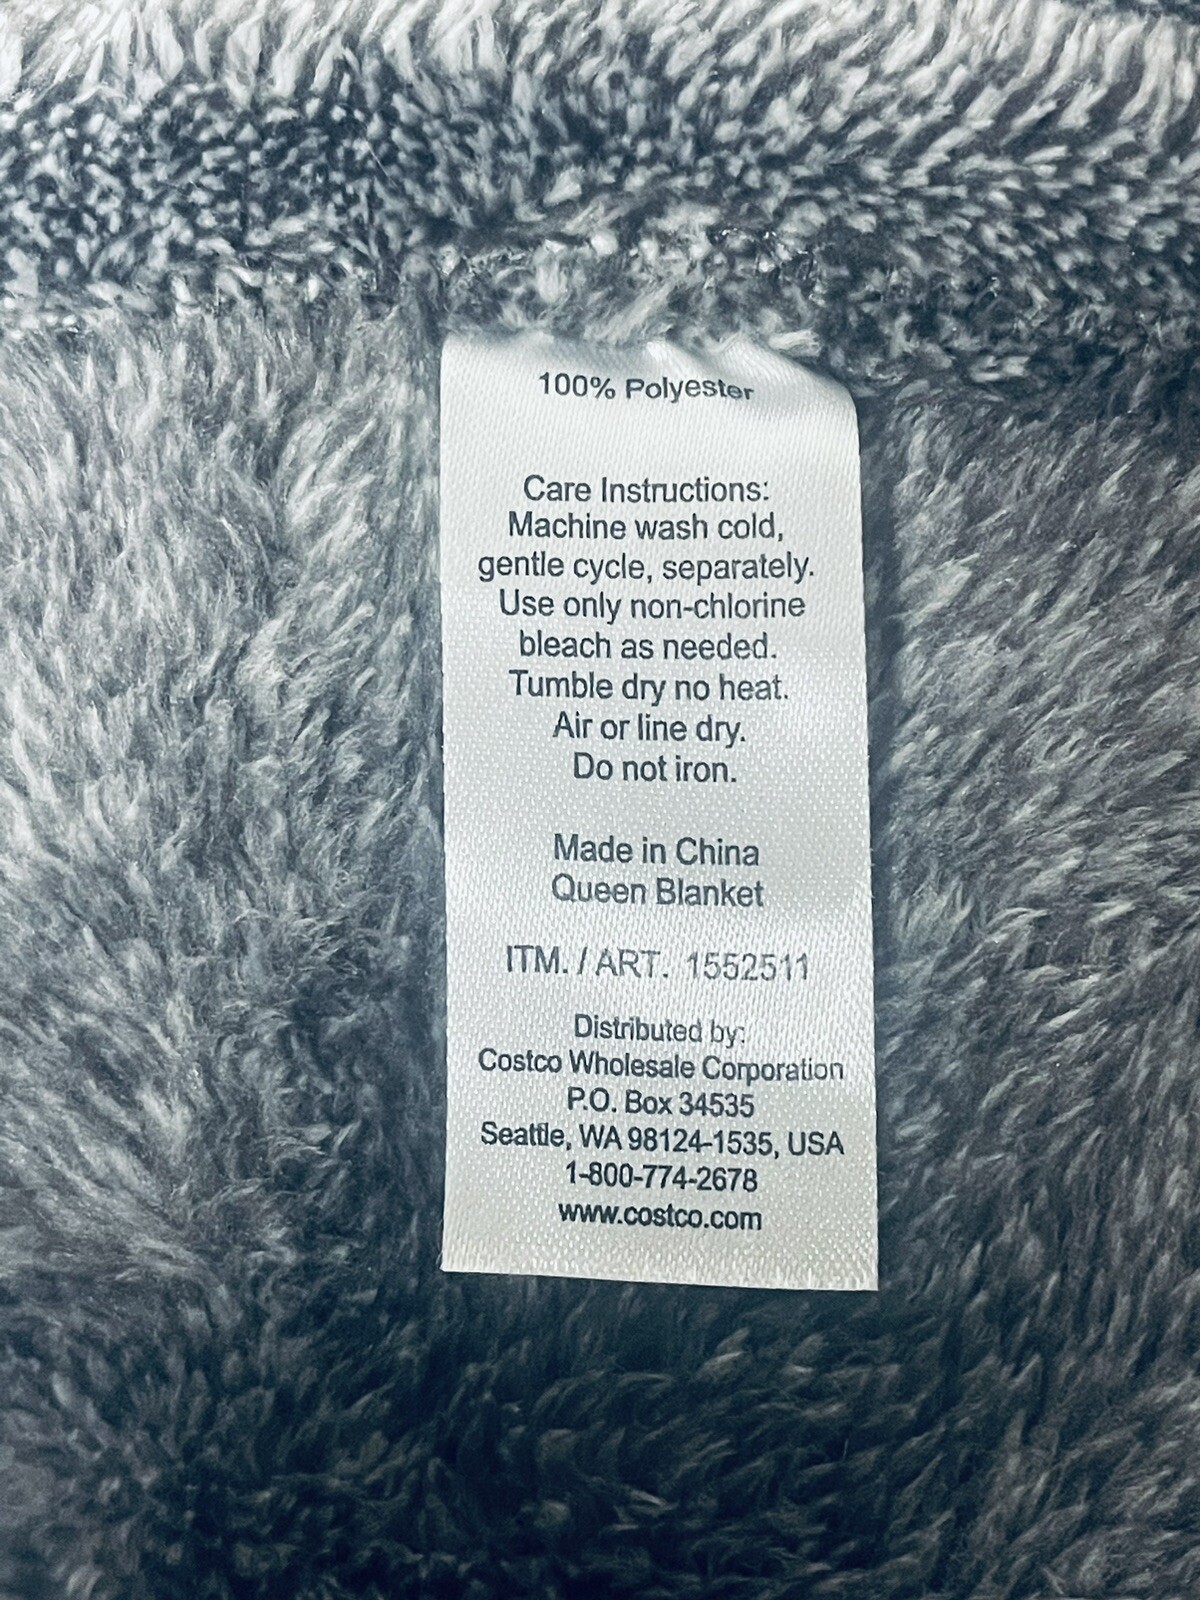 100% Polyester
Care Instructions:
Machine wash cold,
gentle cycle, separately.
Use only non-chlorine
bleach as needed.
Tumble dry no heat.
Air or line dry.
Do not iron.
Made in China
Queen Blanket
ITM. / ART. 1552511
Distributed by:
Costco Wholesale Corporation
P.O. Box 34535
Seattle, WA 98124-1535, USA
1-800-774-2678
www.costco.com